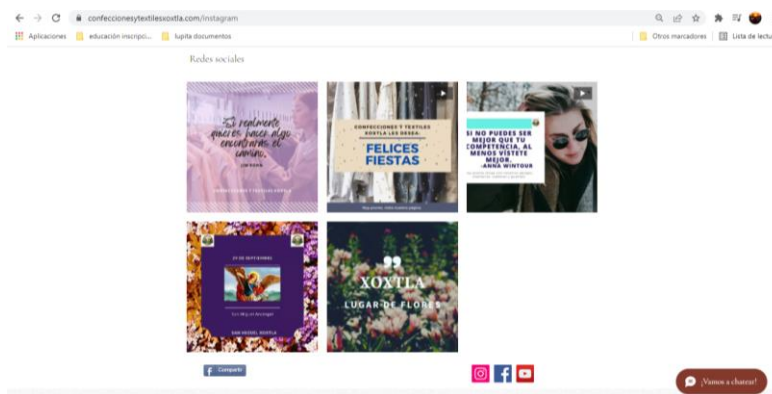 confeccionesytextilesxoxtla.com/instagram
Aplicaciones
educación inscripci...
lupita documentos
Otros marcadores
Lista de lectu
Redes sociales
Si realmente
quieres hacer algo
encontrarás el
camino.
CONFECCIONES Y TEXTILES
XOXTLA LES DESEA:
FELICES
FIESTAS
SI NO PUEDES SER
MEJOR QUE TU
COMPETENCIA, AL
MENOS VÍSTETE
MEJOR.
-ANNA WINTOUR
29 DE SEPTIEMBRE
San Miguel Arcángel
SAN MIGUEL XOXTLA
XOXTLA
LUGAR DE FLORES
Compartir
¡Vamos a chatear!